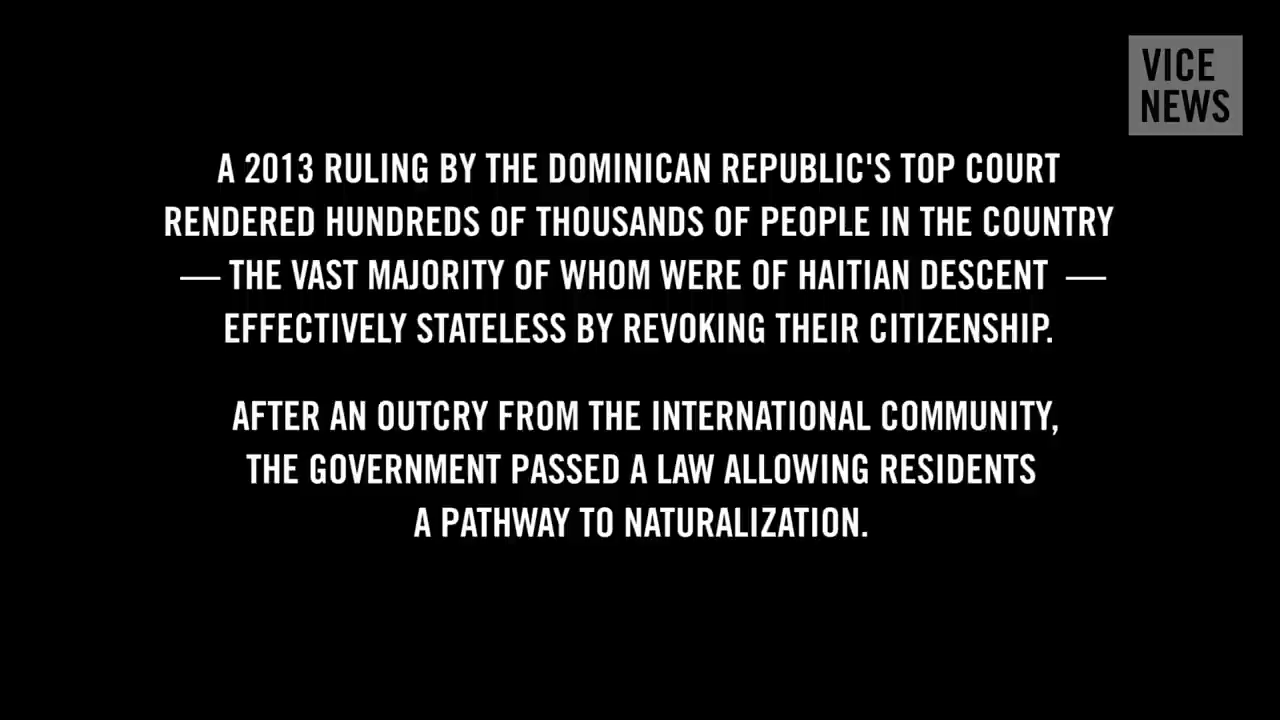 VICE
NEWS
A 2013 RULING BY THE DOMINICAN REPUBLIC'S TOP COURT
RENDERED HUNDREDS OF THOUSANDS OF PEOPLE IN THE COUNTRY
— THE VAST MAJORITY OF WHOM WERE OF HAITIAN DESCENT —
EFFECTIVELY STATELESS BY REVOKING THEIR CITIZENSHIP.
AFTER AN OUTCRY FROM THE INTERNATIONAL COMMUNITY,
THE GOVERNMENT PASSED A LAW ALLOWING RESIDENTS
A PATHWAY TO NATURALIZATION.